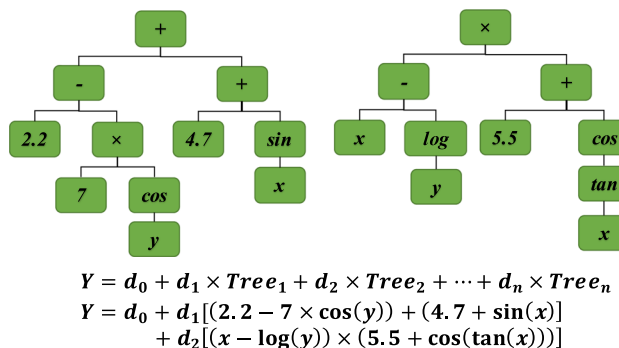 + ×
- + - +
2.2 × 4.7 sin x log 5.5 cos
7 cos x y tan
y x
Y = d₀ + d₁ × Tree₁ + d₂ × Tree₂ + ⋯ + dₙ × Treeₙ
Y = d₀ + d₁[(2.2 − 7 × cos(y)) + (4.7 + sin(x)]
+ d₂[(x − log(y)) × (5.5 + cos(tan(x)))]